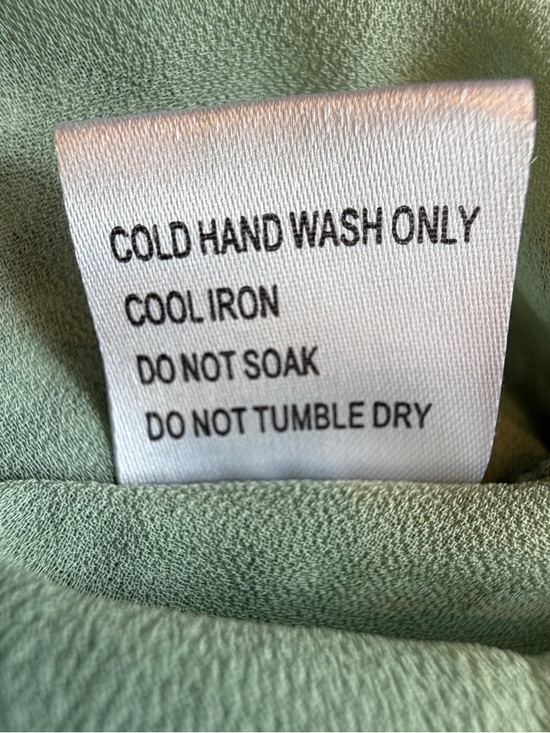 COLD HAND WASH ONLY
COOL IRON
DO NOT SOAK
DO NOT TUMBLE DRY